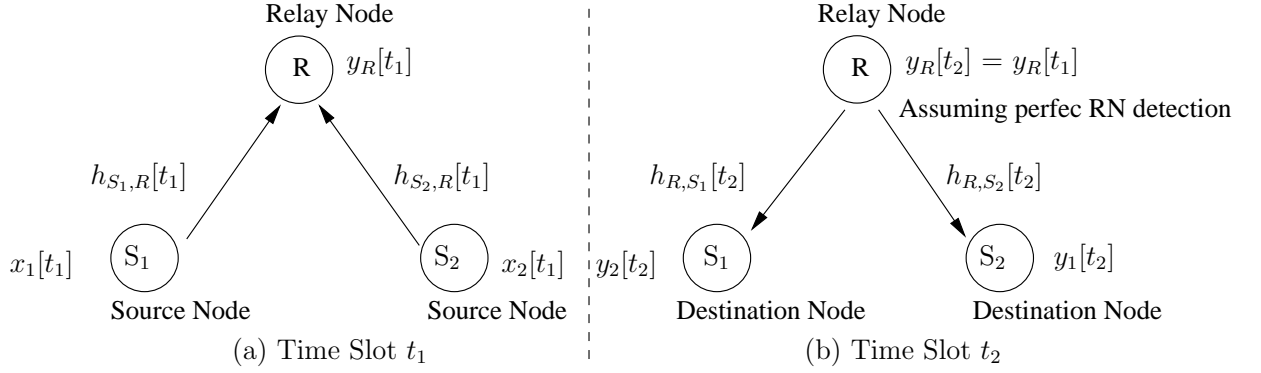 Relay Node
R
y_R[t_1]
h_{S_1,R}[t_1]
h_{S_2,R}[t_1]
x_1[t_1]
S_1
S_2
x_2[t_1]
Source Node
Source Node
(a) Time Slot t_1
Relay Node
R
y_R[t_2] = y_R[t_1]
Assuming perfec RN detection
h_{R,S_1}[t_2]
h_{R,S_2}[t_2]
y_2[t_2]
S_1
S_2
y_1[t_2]
Destination Node
Destination Node
(b) Time Slot t_2